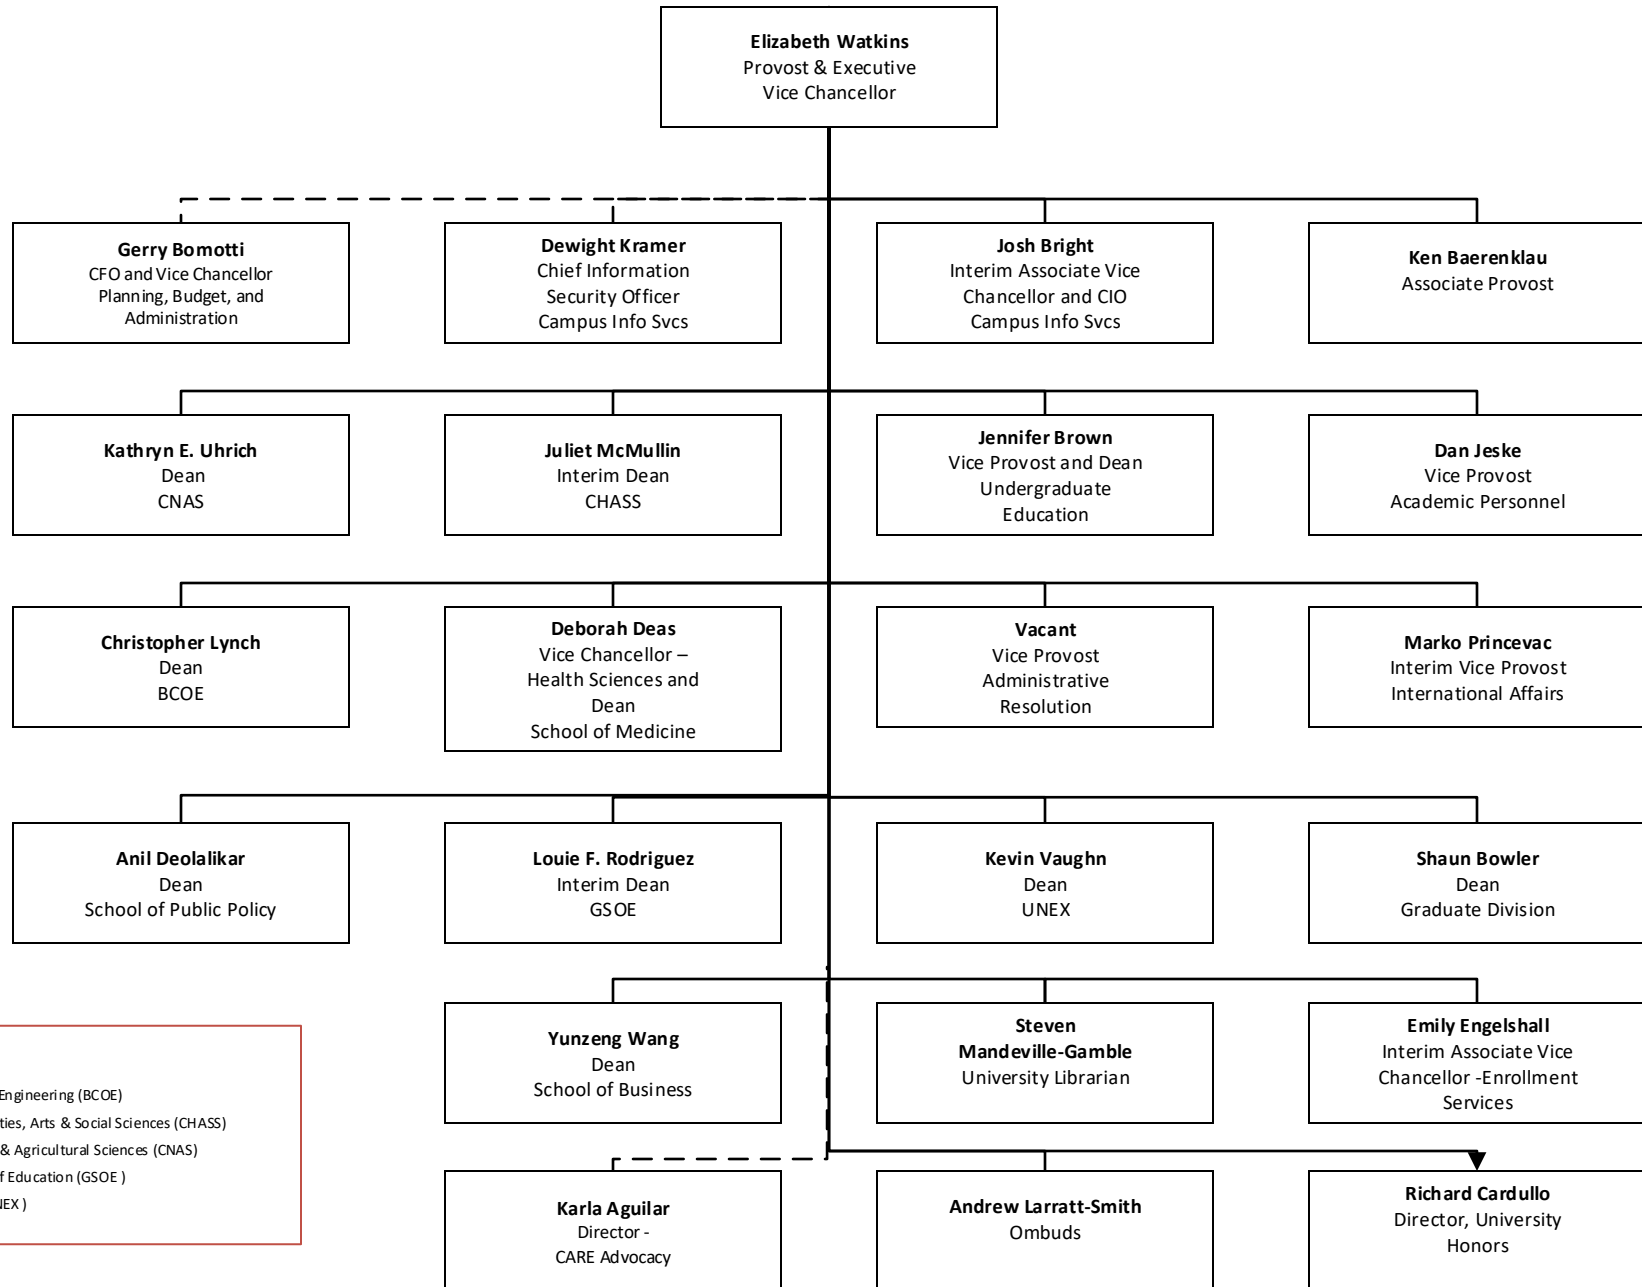 Elizabeth Watkins
Provost & Executive
Vice Chancellor
Gerry Bomotti
CFO and Vice Chancellor
Planning, Budget, and
Administration
Dewight Kramer
Chief Information
Security Officer
Campus Info Svcs
Josh Bright
Interim Associate Vice
Chancellor and CIO
Campus Info Svcs
Ken Baerenklau
Associate Provost
Kathryn E. Uhrich
Dean
CNAS
Juliet McMullin
Interim Dean
CHASS
Jennifer Brown
Vice Provost and Dean
Undergraduate
Education
Dan Jeske
Vice Provost
Academic Personnel
Christopher Lynch
Dean
BCOE
Deborah Deas
Vice Chancellor –
Health Sciences and
Dean
School of Medicine
Vacant
Vice Provost
Administrative
Resolution
Marko Princevac
Interim Vice Provost
International Affairs
Anil Deolalikar
Dean
School of Public Policy
Louie F. Rodriguez
Interim Dean
GSOE
Kevin Vaughn
Dean
UNEX
Shaun Bowler
Dean
Graduate Division
Yunzeng Wang
Dean
School of Business
Steven
Mandeville-Gamble
University Librarian
Emily Engelshall
Interim Associate Vice
Chancellor -Enrollment
Services
Engineering (BCOE)
ties, Arts & Social Sciences (CHASS)
& Agricultural Sciences (CNAS)
f Education (GSOE )
NEX )
Karla Aguilar
Director -
CARE Advocacy
Andrew Larratt-Smith
Ombuds
Richard Cardullo
Director, University
Honors